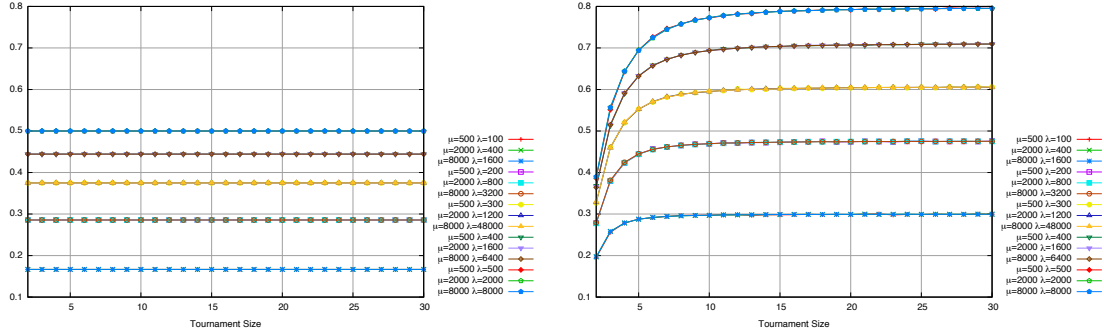 0.8
0.7
0.6
0.5
0.4
0.3
0.2
0.1
5 10 15 20 25 30
Tournament Size
μ=500 λ=100
μ=2000 λ=400
μ=8000 λ=1600
μ=500 λ=200
μ=2000 λ=800
μ=8000 λ=3200
μ=500 λ=300
μ=2000 λ=1200
μ=8000 λ=48000
μ=500 λ=400
μ=2000 λ=1600
μ=8000 λ=6400
μ=500 λ=500
μ=2000 λ=2000
μ=8000 λ=8000
0.8
0.7
0.6
0.5
0.4
0.3
0.2
0.1
5 10 15 20 25 30
Tournament Size
μ=500 λ=100
μ=2000 λ=400
μ=8000 λ=1600
μ=500 λ=200
μ=2000 λ=800
μ=8000 λ=3200
μ=500 λ=300
μ=2000 λ=1200
μ=8000 λ=48000
μ=500 λ=400
μ=2000 λ=1600
μ=8000 λ=6400
μ=500 λ=500
μ=2000 λ=2000
μ=8000 λ=8000